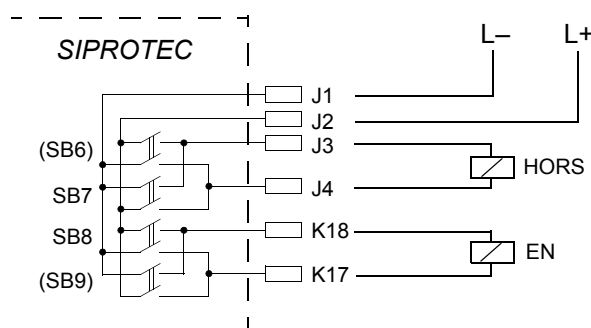 SIPROTEC
L– L+
J1
J2
(SB6) J3
HORS
SB7 J4
SB8 K18
EN
(SB9) K17